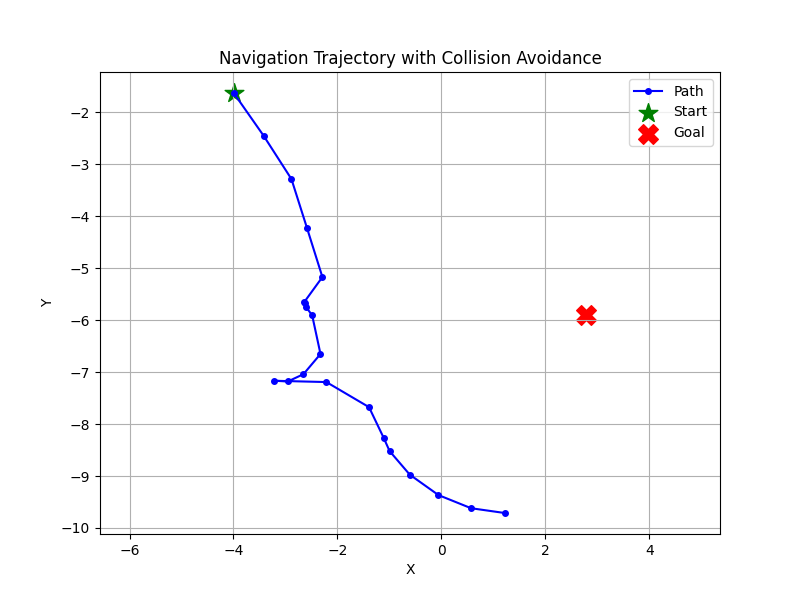 Navigation Trajectory with Collision Avoidance
Path
Start
Goal
−2
−3
−4
−5
−6
−7
−8
−9
−10
Y
−6 −4 −2 0 2 4
X